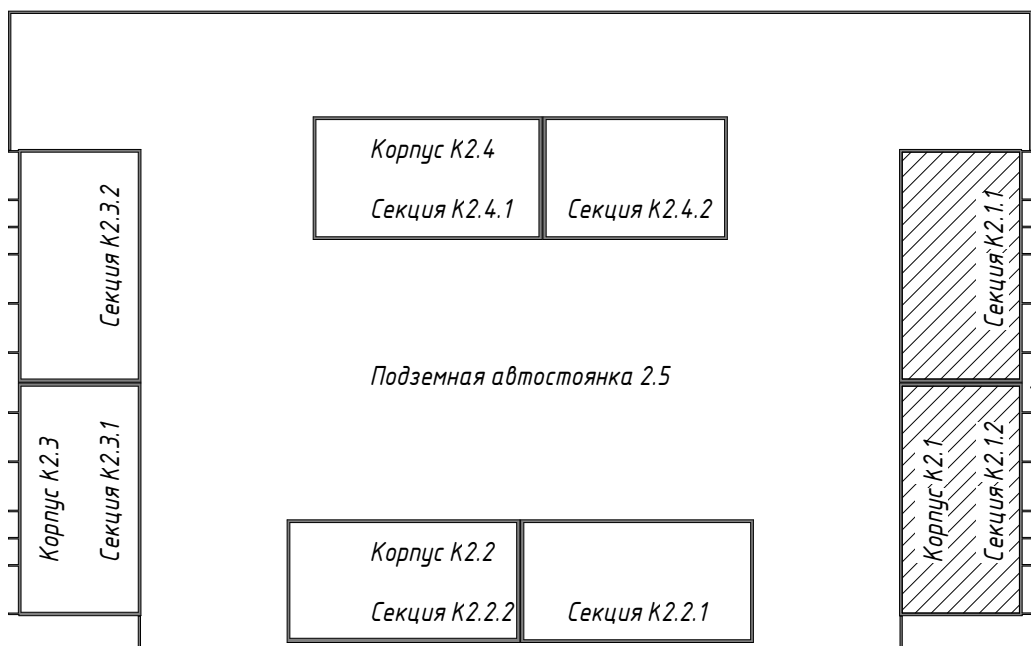 Корпус К2.4
Секция К2.4.1
Секция К2.4.2
Секция К2.3.2
Секция К2.1.1
Подземная автостоянка 2.5
Корпус К2.3
Секция К2.3.1
Корпус К2.1
Секция К2.1.2
Корпус К2.2
Секция К2.2.2
Секция К2.2.1